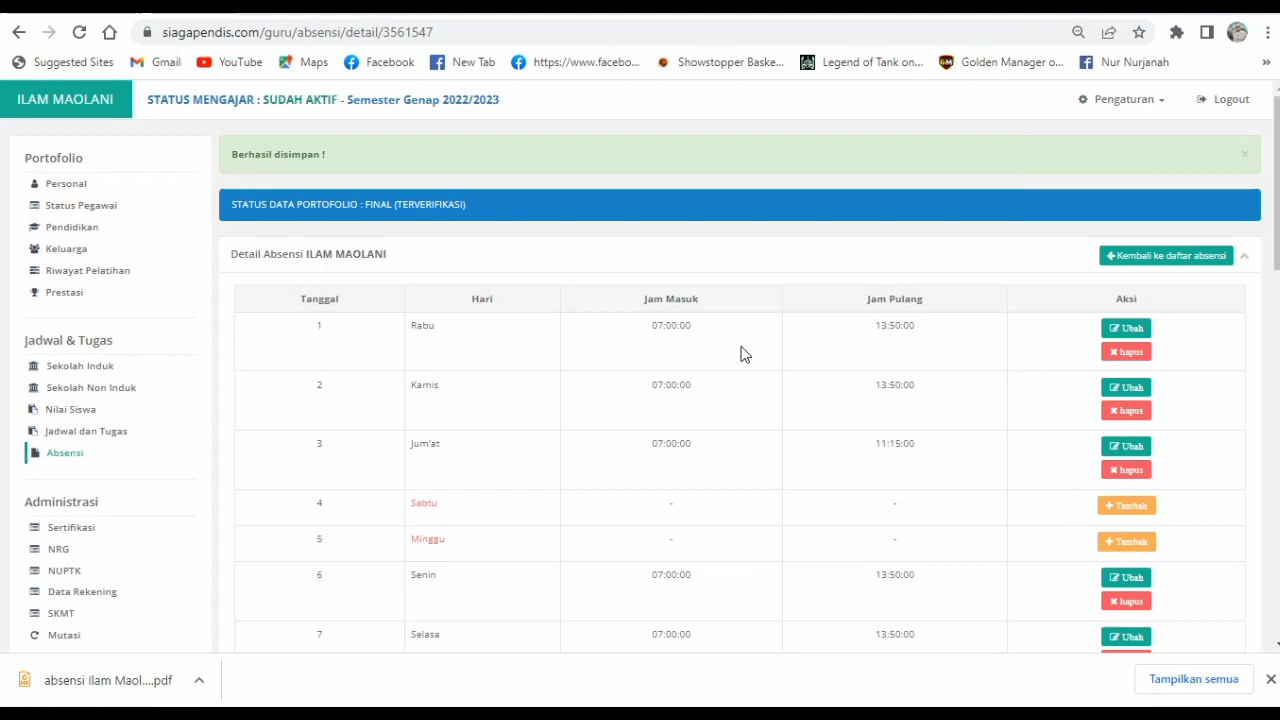 siagapendis.com/guru/absensi/detail/3561547
Suggested Sites Gmail YouTube Maps Facebook New Tab https://www.facebo... Showstopper Baske... Legend of Tank on... Golden Manager o... Nur Nurjanah »
ILAM MAOLANI STATUS MENGAJAR : SUDAH AKTIF - Semester Genap 2022/2023 Pengaturan Logout
Portofolio
Personal
Status Pegawai
Pendidikan
Keluarga
Riwayat Pelatihan
Prestasi
Jadwal & Tugas
Sekolah Induk
Sekolah Non Induk
Nilai Siswa
Jadwal dan Tugas
Absensi
Administrasi
Sertifikasi
NRG
NUPTK
Data Rekening
SKMT
Mutasi
Berhasil disimpan !
×
STATUS DATA PORTOFOLIO : FINAL (TERVERIFIKASI)
Detail Absensi ILAM MAOLANI Kembali ke daftar absensi
Tanggal Hari Jam Masuk Jam Pulang Aksi
1 Rabu 07:00:00 13:50:00 Ubah
hapus
2 Kamis 07:00:00 13:50:00 Ubah
hapus
3 Jum'at 07:00:00 11:15:00 Ubah
hapus
4 Sabtu - - + Tambah
5 Minggu - - + Tambah
6 Senin 07:00:00 13:50:00 Ubah
hapus
7 Selasa 07:00:00 13:50:00 Ubah
absensi Ilam Maol....pdf Tampilkan semua